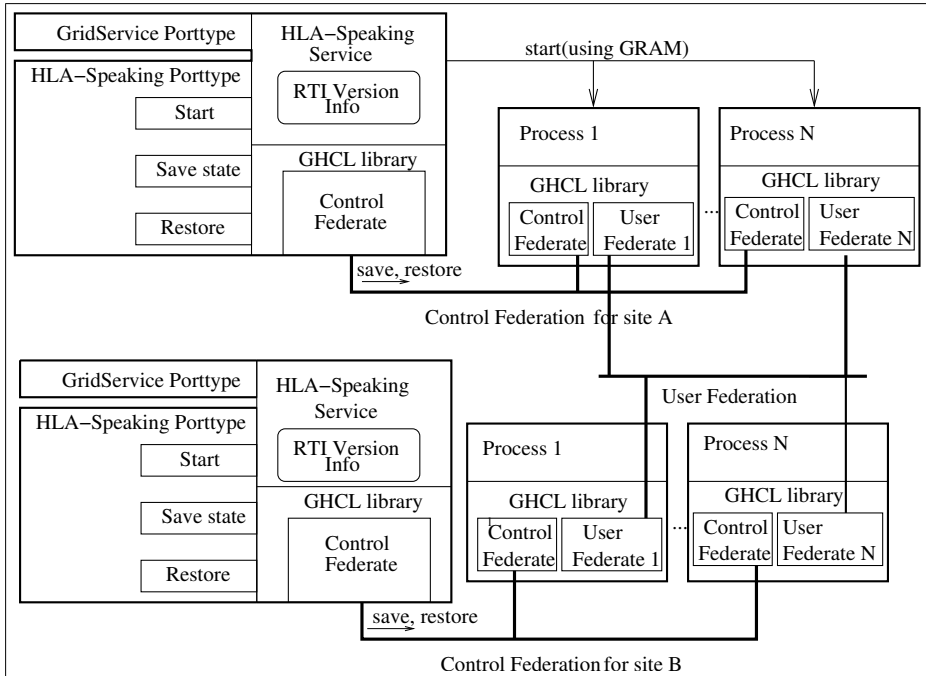 GridService Porttype
HLA−Speaking
Service
HLA−Speaking Porttype
RTI Version
Info
Start
Save state
Restore
GHCL library
Control
Federate
start(using GRAM)
Process 1
GHCL library
Control
Federate
User
Federate 1
...
Process N
GHCL library
Control
Federate
User
Federate N
save, restore
Control Federation for site A
User Federation
GridService Porttype
HLA−Speaking
Service
HLA−Speaking Porttype
RTI Version
Info
Start
Save state
Restore
GHCL library
Control
Federate
Process 1
GHCL library
Control
Federate
User
Federate 1
...
Process N
GHCL library
Control
Federate
User
Federate N
save, restore
Control Federation for site B